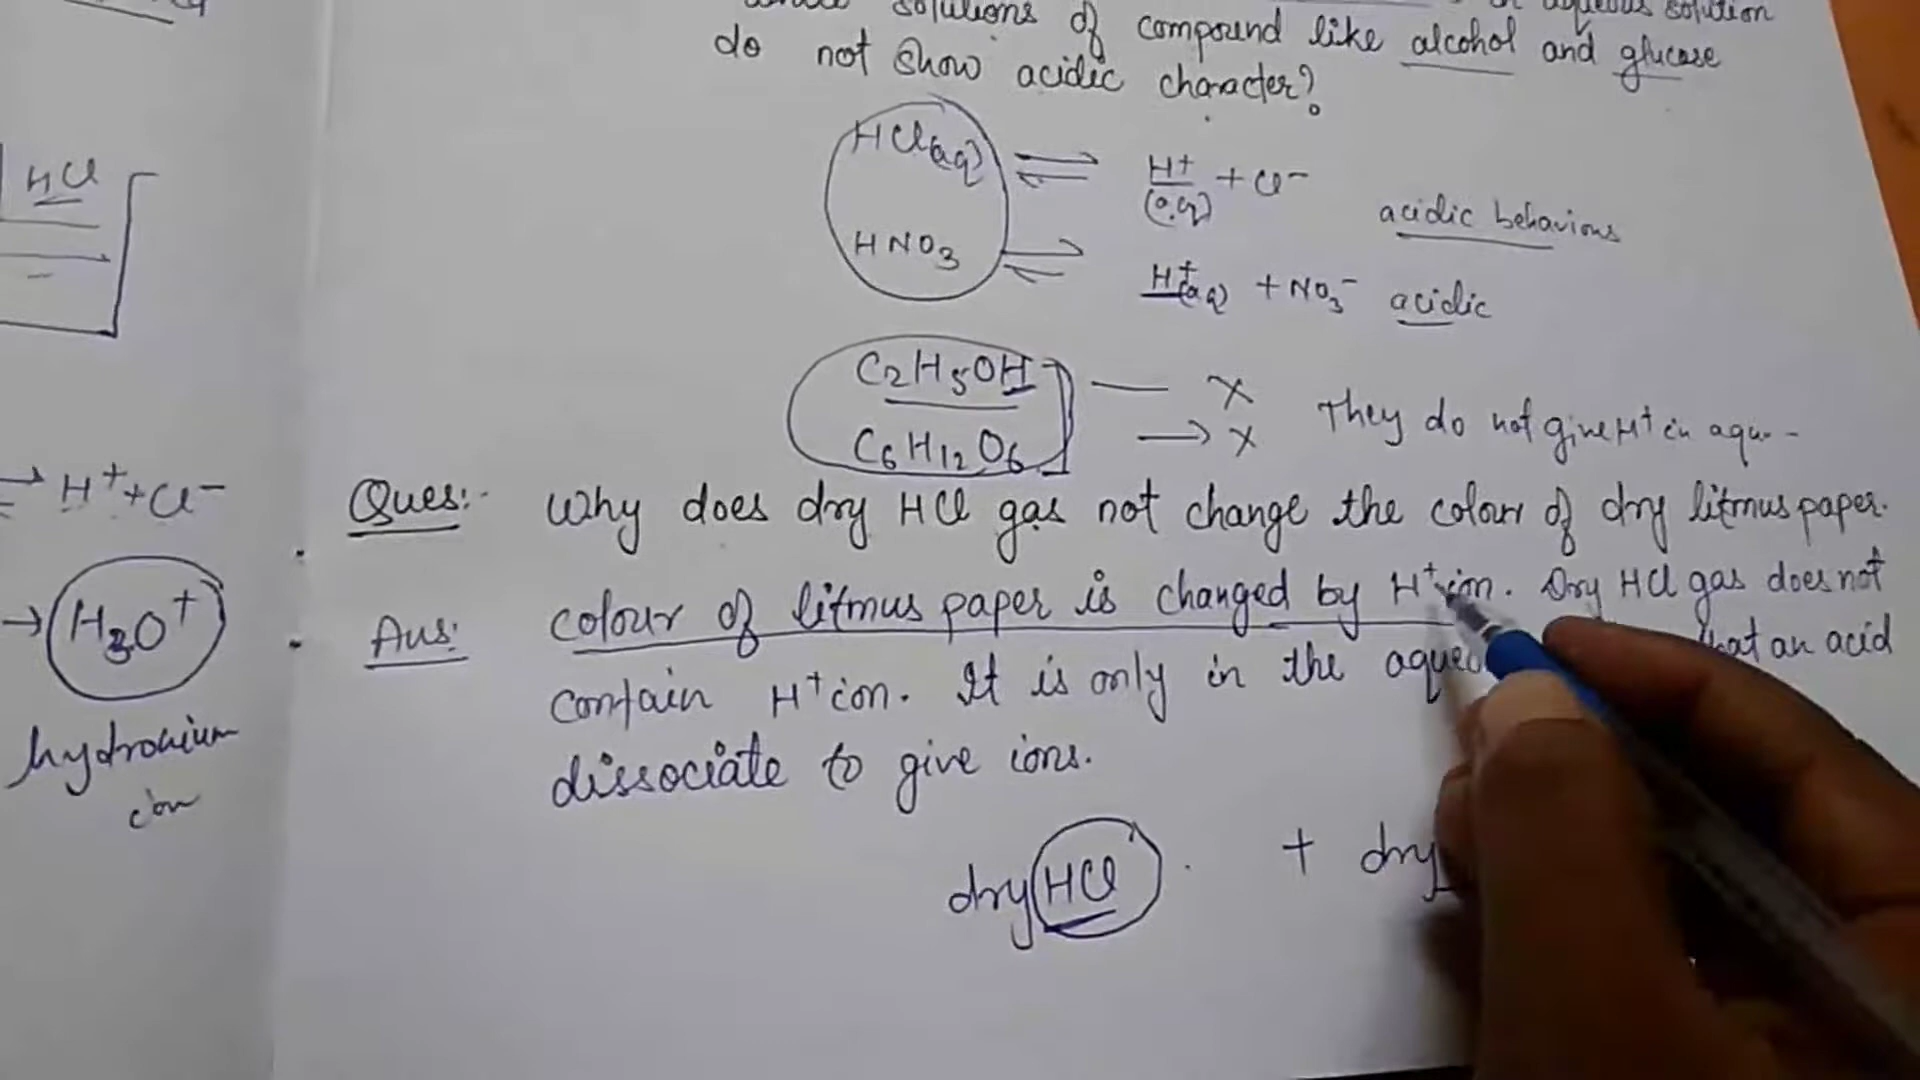 solutions of compound like alcohol and glucose
do not show acidic character?
HCl(aq) ⇌ H+(aq) + Cl- acidic behaviour
HNO3 ⇌ H+(aq) + NO3- acidic
C2H5OH — X
C6H12O6 → X They do not give H+ in aqu-
Ques:- Why does dry HCl gas not change the colour of dry litmus paper.
Ans: colour of litmus paper is changed by H+ ion. Dry HCl gas does not
contain H+ ion. It is only in the that an acid
dissociate to give ions.
dry HCl + dry
HCl
H+ + Cl-
→ H3O+
hydronium
ion